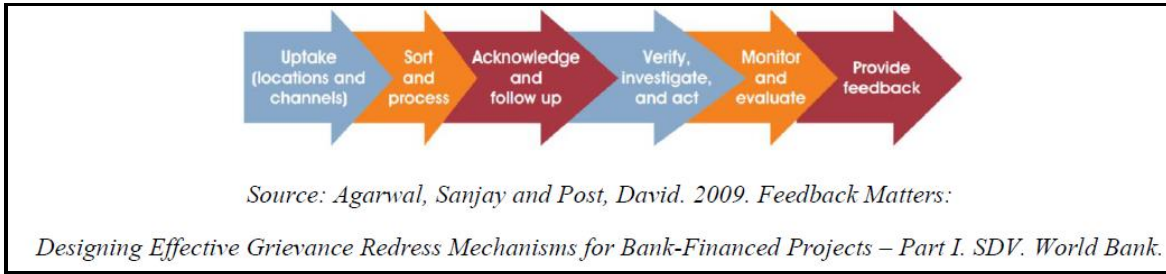 Uptake
(locations and
channels)
Sort
and
process
Acknowledge
and
follow up
Verify,
investigate,
and act
Monitor
and
evaluate
Provide
feedback
Source: Agarwal, Sanjay and Post, David. 2009. Feedback Matters:
Designing Effective Grievance Redress Mechanisms for Bank-Financed Projects – Part I. SDV. World Bank.